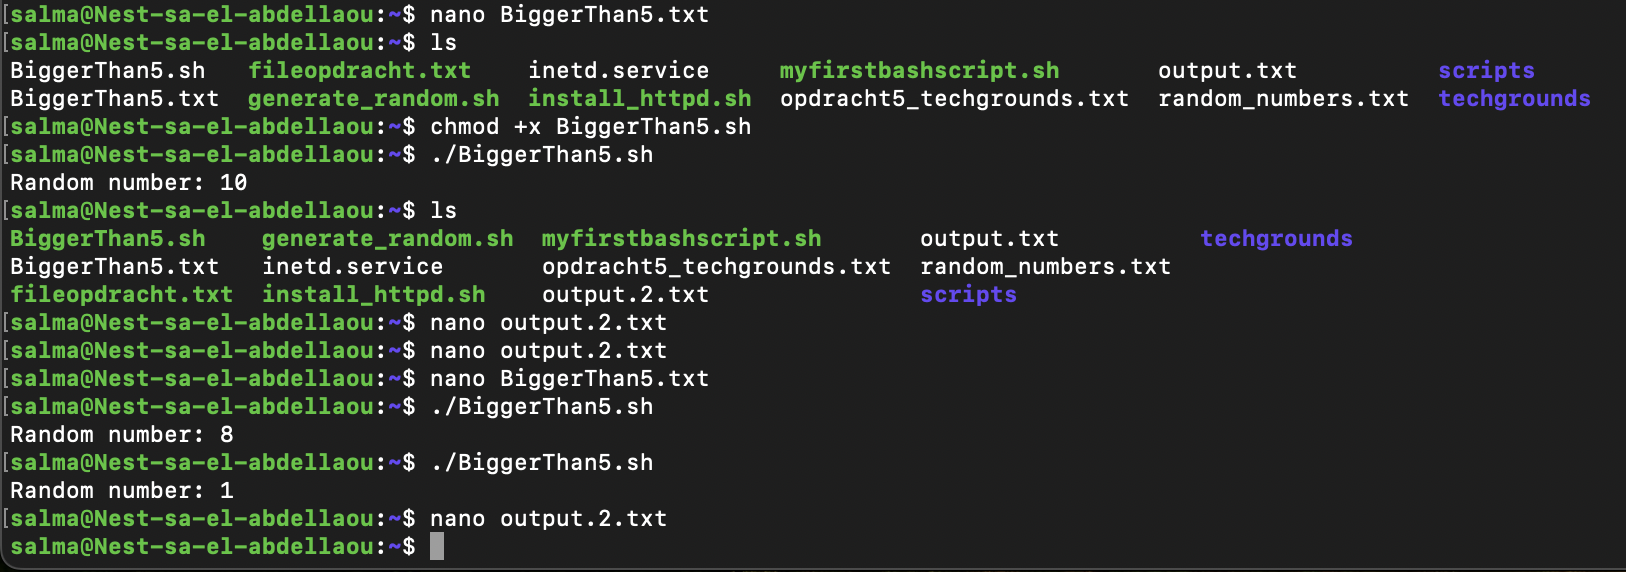 [salma@Nest-sa-el-abdellaou:~$ nano BiggerThan5.txt
[salma@Nest-sa-el-abdellaou:~$ ls
BiggerThan5.sh   fileopdracht.txt    inetd.service     myfirstbashscript.sh       output.txt          scripts
BiggerThan5.txt  generate_random.sh  install_httpd.sh  opdracht5_techgrounds.txt  random_numbers.txt  techgrounds
[salma@Nest-sa-el-abdellaou:~$ chmod +x BiggerThan5.sh
[salma@Nest-sa-el-abdellaou:~$ ./BiggerThan5.sh
Random number: 10
[salma@Nest-sa-el-abdellaou:~$ ls
BiggerThan5.sh    generate_random.sh  myfirstbashscript.sh       output.txt          techgrounds
BiggerThan5.txt   inetd.service       opdracht5_techgrounds.txt  random_numbers.txt
fileopdracht.txt  install_httpd.sh    output.2.txt               scripts
[salma@Nest-sa-el-abdellaou:~$ nano output.2.txt
[salma@Nest-sa-el-abdellaou:~$ nano output.2.txt
[salma@Nest-sa-el-abdellaou:~$ nano BiggerThan5.txt
[salma@Nest-sa-el-abdellaou:~$ ./BiggerThan5.sh
Random number: 8
[salma@Nest-sa-el-abdellaou:~$ ./BiggerThan5.sh
Random number: 1
[salma@Nest-sa-el-abdellaou:~$ nano output.2.txt
salma@Nest-sa-el-abdellaou:~$